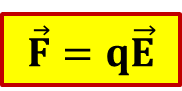 F⃗ = qE⃗